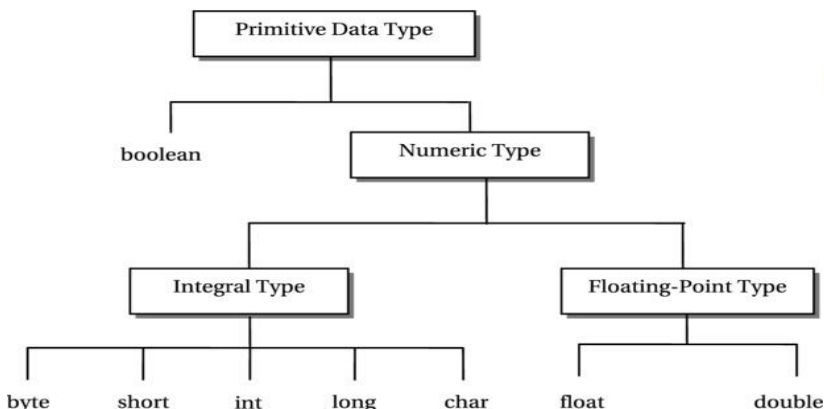 Primitive Data Type
boolean
Numeric Type
Integral Type
Floating-Point Type
byte
short
int
long
char
float
double